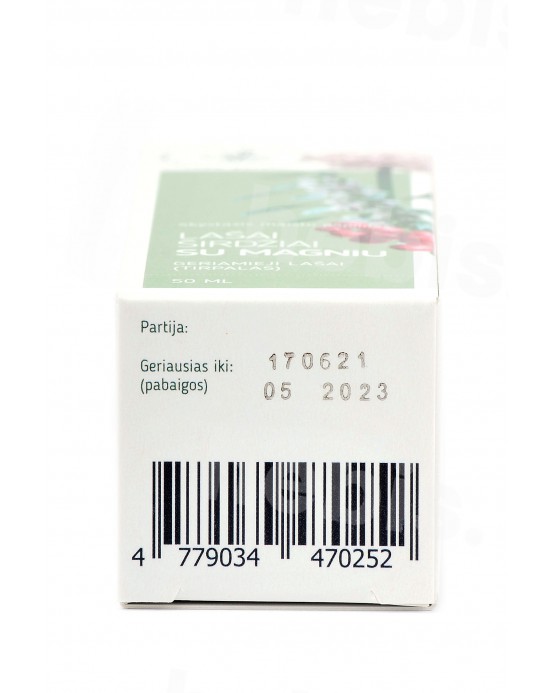 LAŠAI
ŠIRDŽIAI
SU MAGNIU
GERIAMIEJI LAŠAI
(TIRPALAS)
50 ML
Partija:
170621
Geriausias iki:
(pabaigos)
05 2023
4 779034 470252